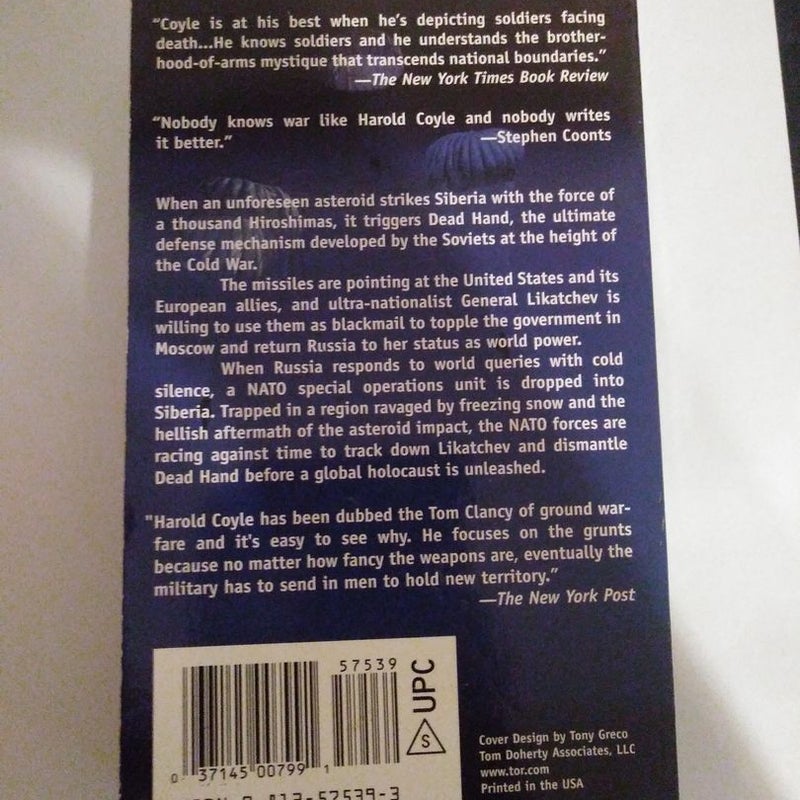 “Coyle is at his best when he's depicting soldiers facing
death...He knows soldiers and he understands the brother-
hood-of-arms mystique that transcends national boundaries.”
—The New York Times Book Review
“Nobody knows war like Harold Coyle and nobody writes
it better.” —Stephen Coonts
When an unforeseen asteroid strikes Siberia with the force of
a thousand Hiroshimas, it triggers Dead Hand, the ultimate
defense mechanism developed by the Soviets at the height of
the Cold War.
The missiles are pointing at the United States and its
European allies, and ultra-nationalist General Likatchev is
willing to use them as blackmail to topple the government in
Moscow and return Russia to her status as world power.
When Russia responds to world queries with cold
silence, a NATO special operations unit is dropped into
Siberia. Trapped in a region ravaged by freezing snow and the
hellish aftermath of the asteroid impact, the NATO forces are
racing against time to track down Likatchev and dismantle
Dead Hand before a global holocaust is unleashed.
"Harold Coyle has been dubbed the Tom Clancy of ground war-
fare and it's easy to see why. He focuses on the grunts
because no matter how fancy the weapons are, eventually the
military has to send in men to hold new territory.”
—The New York Post
57539
UPC
S
0 37145 00799 1
Cover Design by Tony Greco
Tom Doherty Associates, LLC
www.tor.com
Printed in the USA